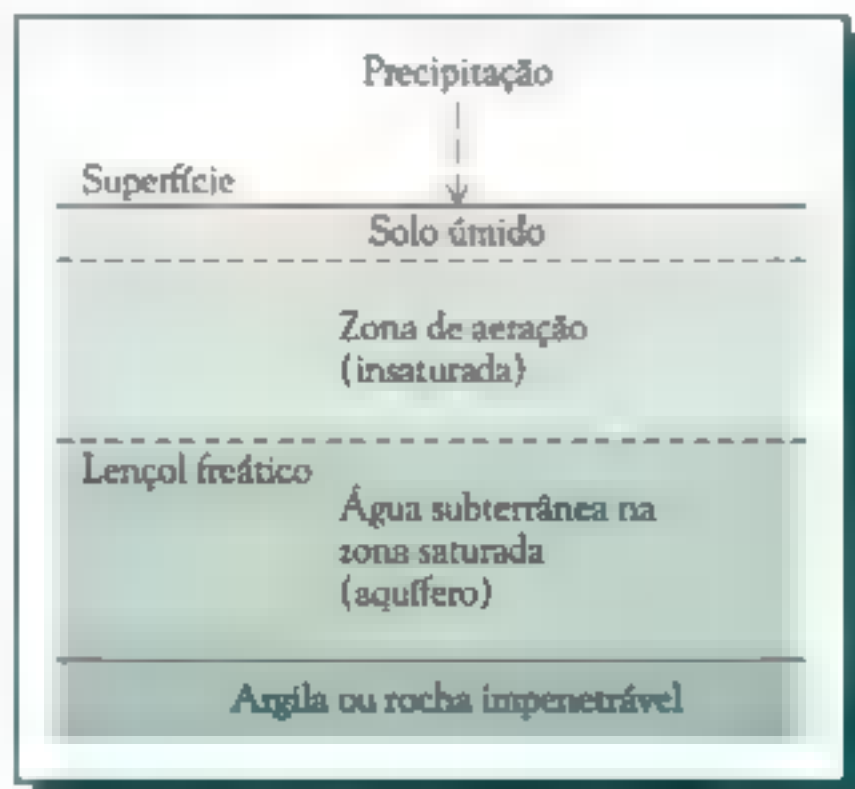 Precipitação
Superfície
Solo úmido
Zona de aeração
(insaturada)
Lençol freático
Água subterrânea na
zona saturada
(aquífero)
Argila ou rocha impenetrável